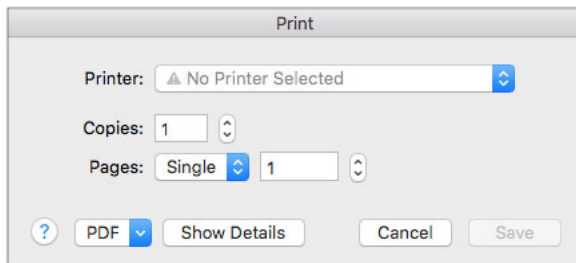 Print
Printer: No Printer Selected
Copies: 1
Pages: Single 1
? PDF Show Details Cancel Save